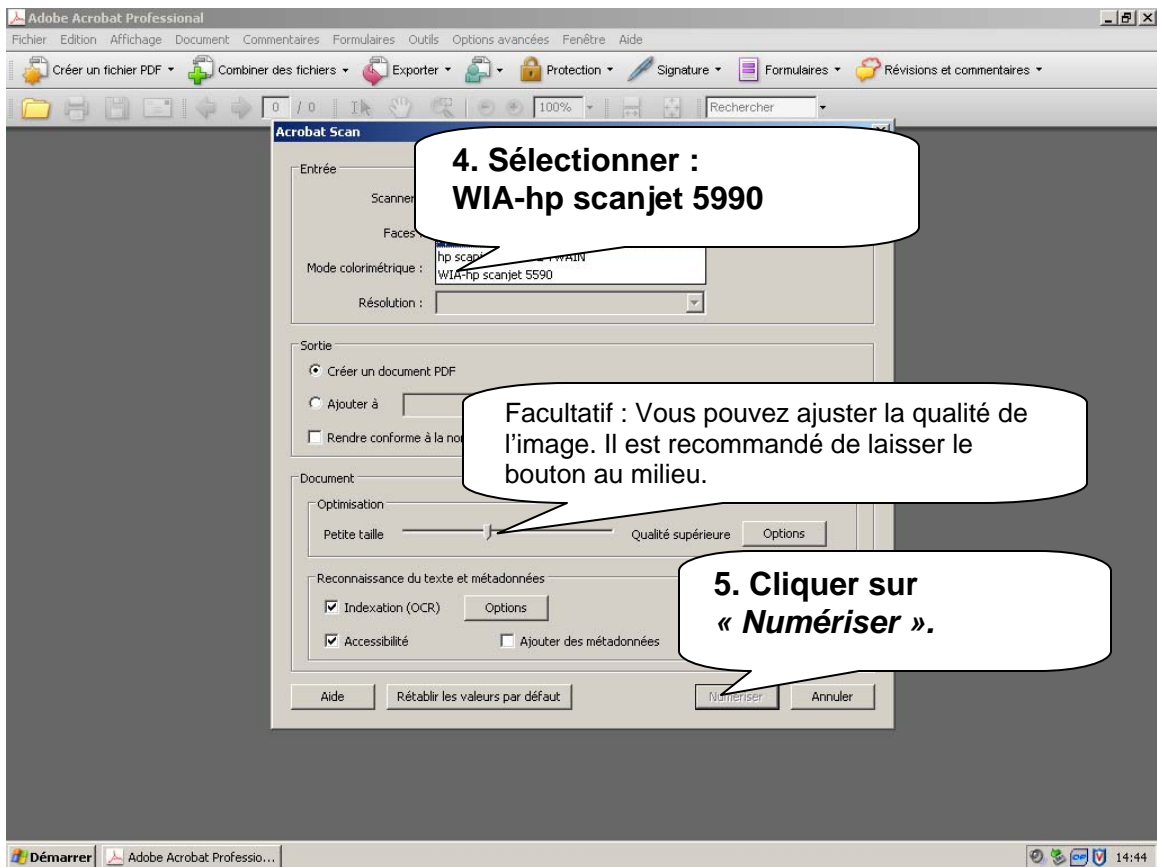 Adobe Acrobat Professional
Fichier Edition Affichage Document Commentaires Formulaires Outils Options avancées Fenêtre Aide
Créer un fichier PDF Combiner des fichiers Exporter Protection Signature Formulaires Révisions et commentaires
0 / 0 100% Rechercher
Acrobat Scan
4. Sélectionner :
WIA-hp scanjet 5990
Entrée
Scanner
Faces
hp
Mode colorimétrique :
WIA-hp scanjet 5590
Résolution :
Sortie
Créer un document PDF
Ajouter à
Rendre conforme à la
Facultatif : Vous pouvez ajuster la qualité de
l’image. Il est recommandé de laisser le
bouton au milieu.
Document
Optimisation
Petite taille Qualité supérieure Options
Reconnaissance du texte et métadonnées
Indexation (OCR) Options
Accessibilité Ajouter des métadonnées
5. Cliquer sur
« Numériser ».
Aide Rétablir les valeurs par défaut Numériser Annuler
Démarrer Adobe Acrobat Professio... 14:44